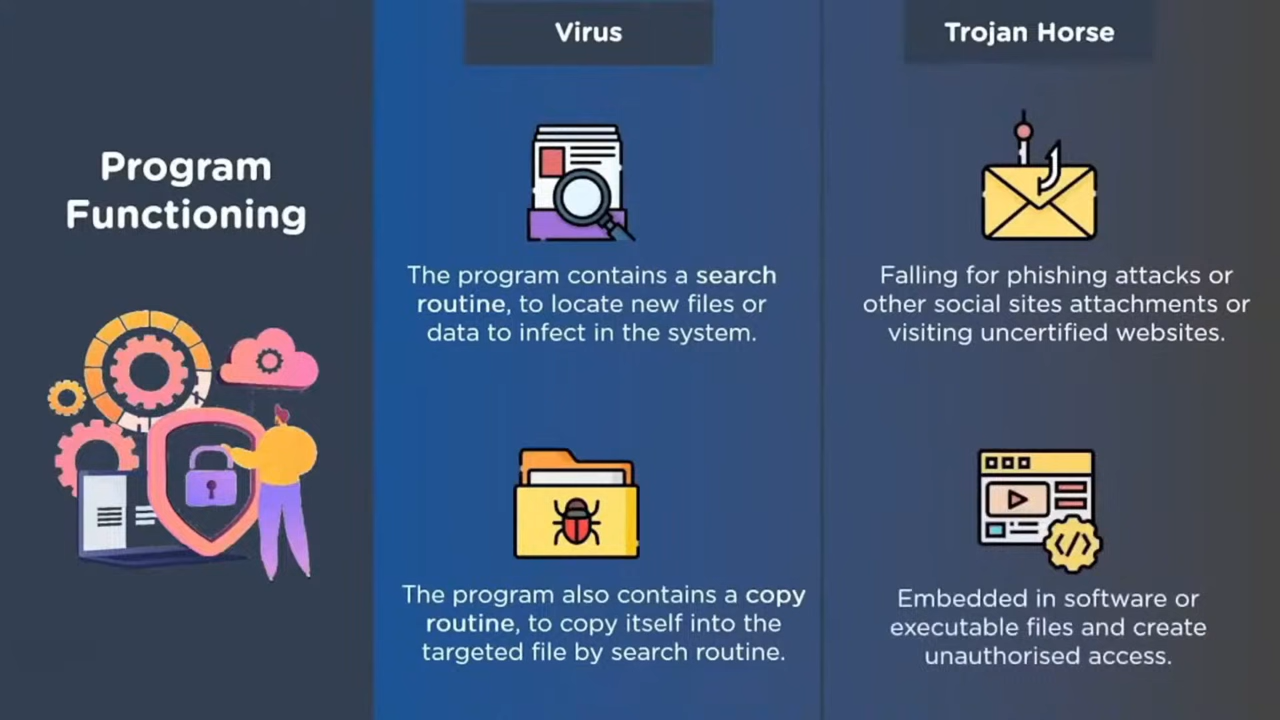 Program
Functioning
Virus
The program contains a search
routine, to locate new files or
data to infect in the system.
The program also contains a copy
routine, to copy itself into the
targeted file by search routine.
Trojan Horse
Falling for phishing attacks or
other social sites attachments or
visiting uncertified websites.
Embedded in software or
executable files and create
unauthorised access.